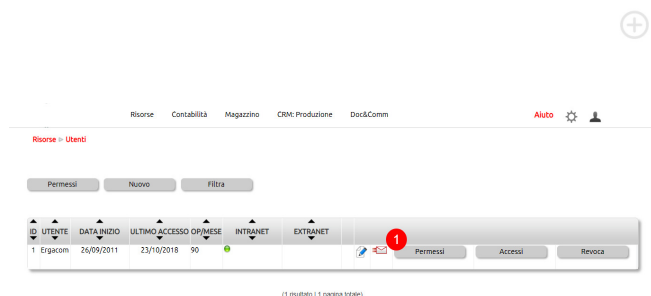 Risorse Contabilità Magazzino CRM: Produzione Doc&Comm Aiuto
Risorse Utenti
Permessi Nuovo Filtra
ID UTENTE DATA INIZIO ULTIMO ACCESSO OP/MESE INTRANET EXTRANET
1 Ergacom 26/09/2011 23/10/2018 90 1 Permessi Accessi Revoca
(1 risultato | 1 pagina totale)